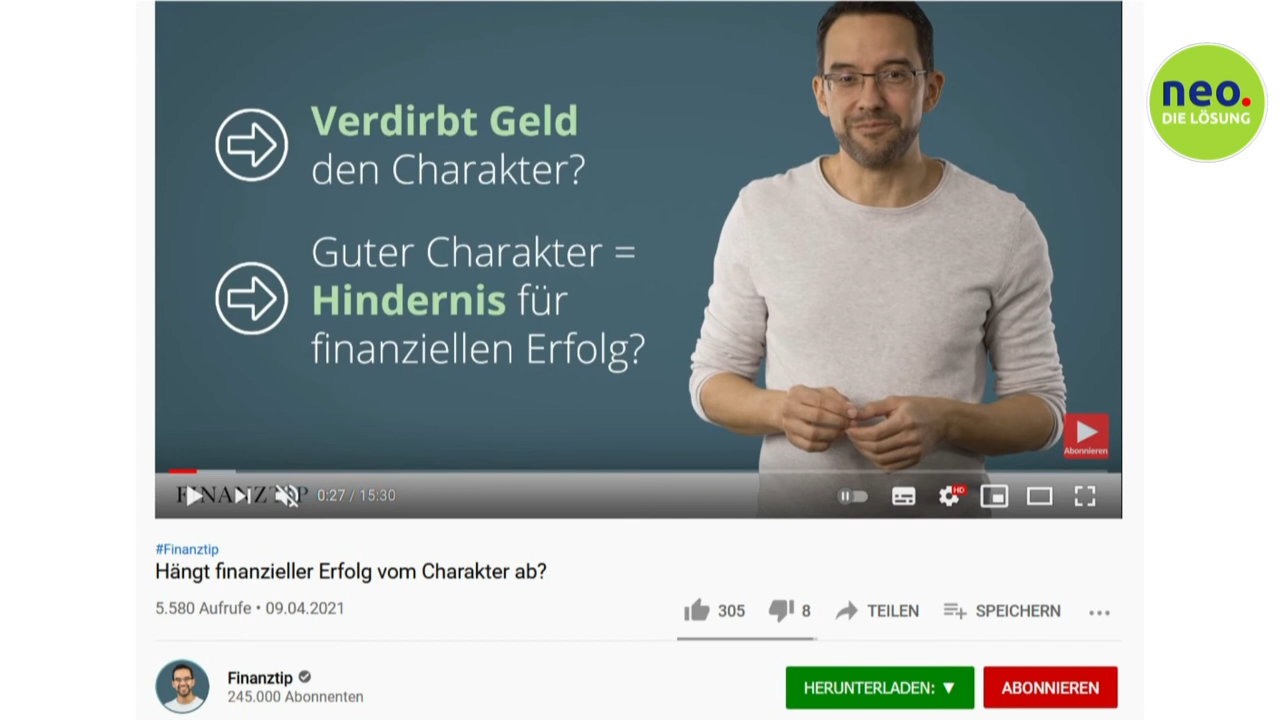 Verdirbt Geld
den Charakter?
Guter Charakter =
Hindernis für
finanziellen Erfolg?
neo.
DIE LÖSUNG
Abonnieren
FINANZTIP
0:27 / 15:30
HD
#Finanztip
Hängt finanzieller Erfolg vom Charakter ab?
5.580 Aufrufe • 09.04.2021
305 8 TEILEN SPEICHERN
Finanztip
245.000 Abonnenten
HERUNTERLADEN: ▼ ABONNIEREN